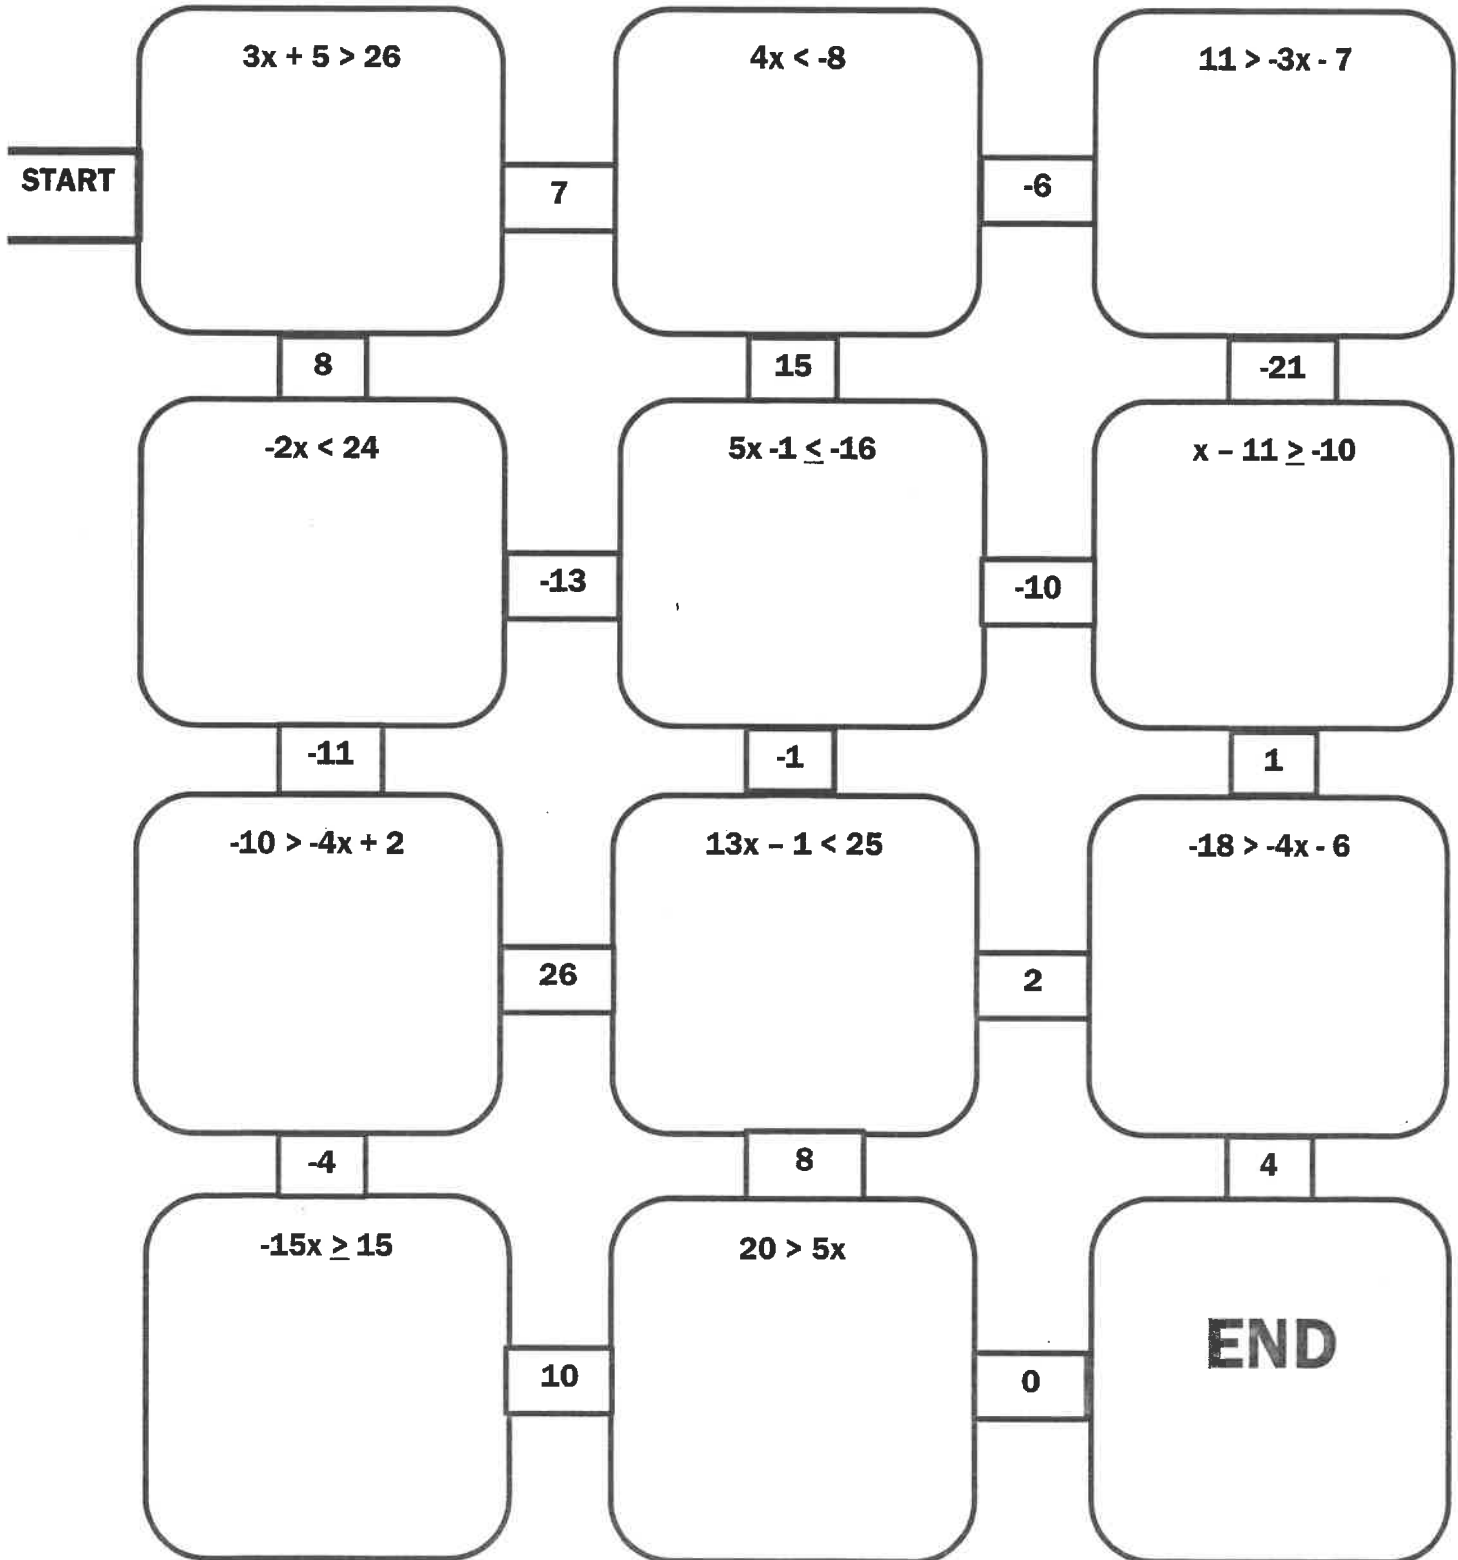 3x + 5 > 26
4x < -8
11 > -3x - 7
START
7
-6
8
15
-21
-2x < 24
5x -1 ≤ -16
x – 11 ≥ -10
-13
-10
-11
-1
1
-10 > -4x + 2
13x – 1 < 25
-18 > -4x - 6
26
2
-4
8
4
-15x ≥ 15
20 > 5x
END
10
0